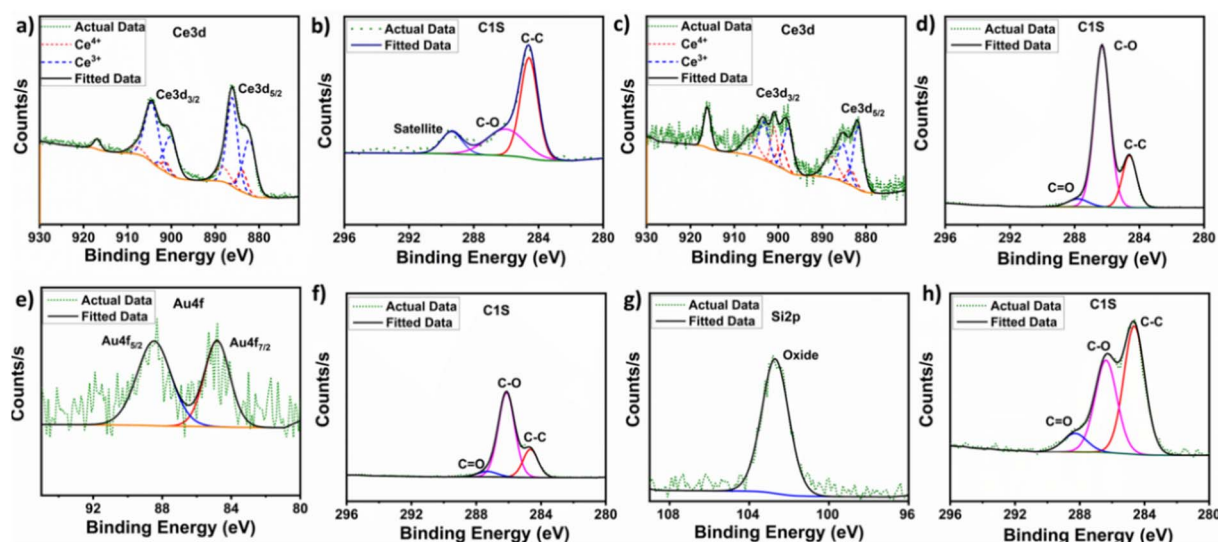 a)
Actual Data
Ce⁴⁺
Ce³⁺
Fitted Data
Ce3d
Ce3d₃/₂
Ce3d₅/₂
Counts/s
930 920 910 900 890 880
Binding Energy (eV)
b)
Actual Data
Fitted Data
C1S
C-C
C-O
Satellite
Counts/s
296 292 288 284 280
Binding Energy (eV)
c)
Actual Data
Ce⁴⁺
Ce³⁺
Fitted Data
Ce3d
Ce3d₃/₂
Ce3d₅/₂
Counts/s
930 920 910 900 890 880
Binding Energy (eV)
d)
Actual Data
Fitted Data
C1S
C-O
C-C
C=O
Counts/s
296 292 288 284 280
Binding Energy (eV)
e)
Actual Data
Fitted Data
Au4f
Au4f₅/₂
Au4f₇/₂
Counts/s
92 88 84 80
Binding Energy (eV)
f)
Actual Data
Fitted Data
C1S
C-O
C-C
C=O
Counts/s
296 292 288 284 280
Binding Energy (eV)
g)
Actual Data
Fitted Data
Si2p
Oxide
Counts/s
108 104 100 96
Binding Energy (eV)
h)
Actual Data
Fitted Data
C1S
C-C
C-O
C=O
Counts/s
296 292 288 284 280
Binding Energy (eV)